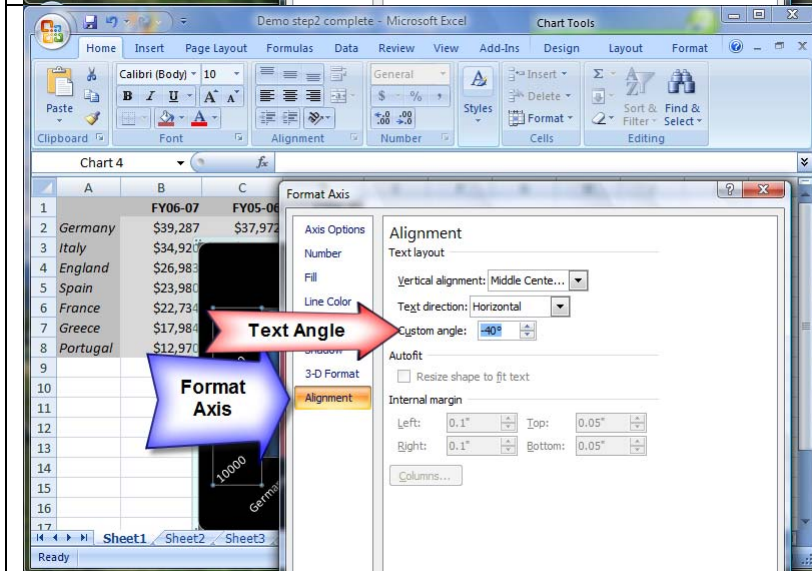 Demo step2 complete - Microsoft Excel
Chart Tools
Home Insert Page Layout Formulas Data Review View Add-Ins Design Layout Format
Calibri (Body) 10
General
Insert
Paste
B I U A A
$ % ,
Styles
Delete
Sort & Filter
Find & Select
Format
Clipboard Font Alignment Number Cells Editing
Chart 4
fx
A B C
1 FY06-07 FY05-06
2 Germany $39,287 $37,972
3 Italy $34,920
4 England $26,983
5 Spain $23,980
6 France $22,734
7 Greece $17,984
8 Portugal $12,970
9
10
11
12
13
14
15
16
17
10000
Sheet1 Sheet2 Sheet3
Ready
Format Axis
Axis Options
Number
Fill
Line Color
Shadow
3-D Format
Alignment
Alignment
Text layout
Vertical alignment: Middle Cente...
Text direction: Horizontal
Custom angle: -40°
Autofit
Resize shape to fit text
Internal margin
Left: 0.1" Top: 0.05"
Right: 0.1" Bottom: 0.05"
Columns...
Text Angle
Format
Axis